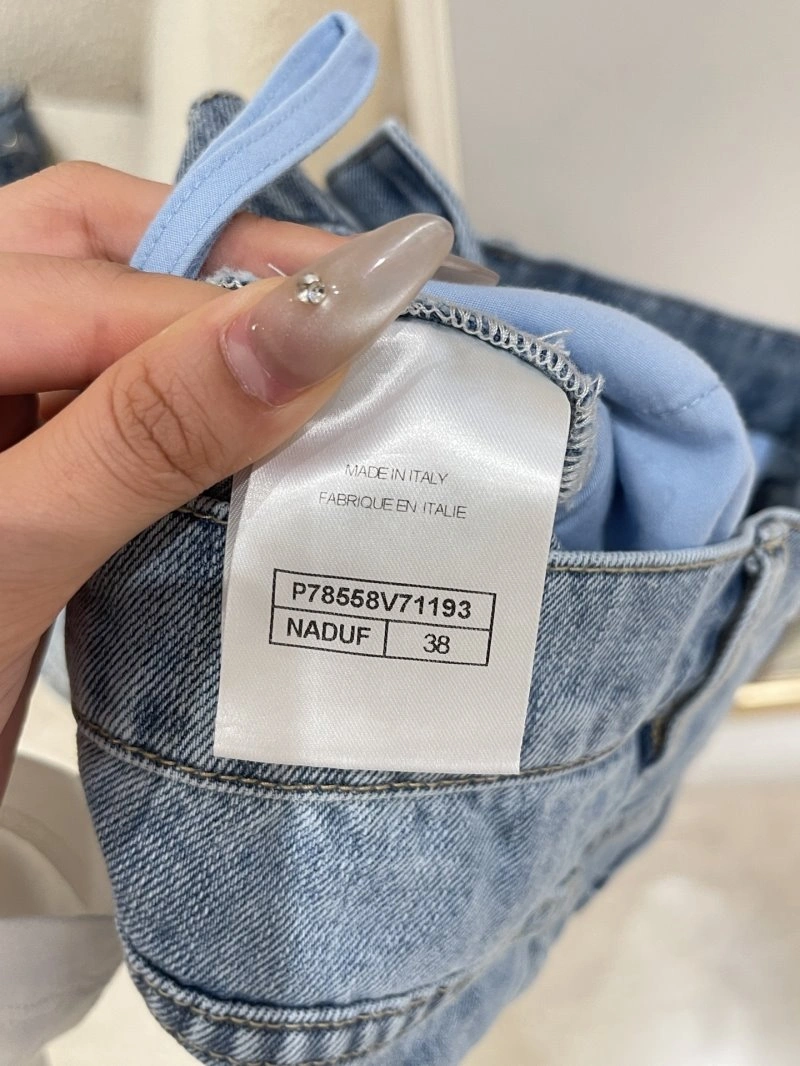 MADE IN ITALY
FABRIQUE EN ITALIE
P78558V71193
NADUF 38